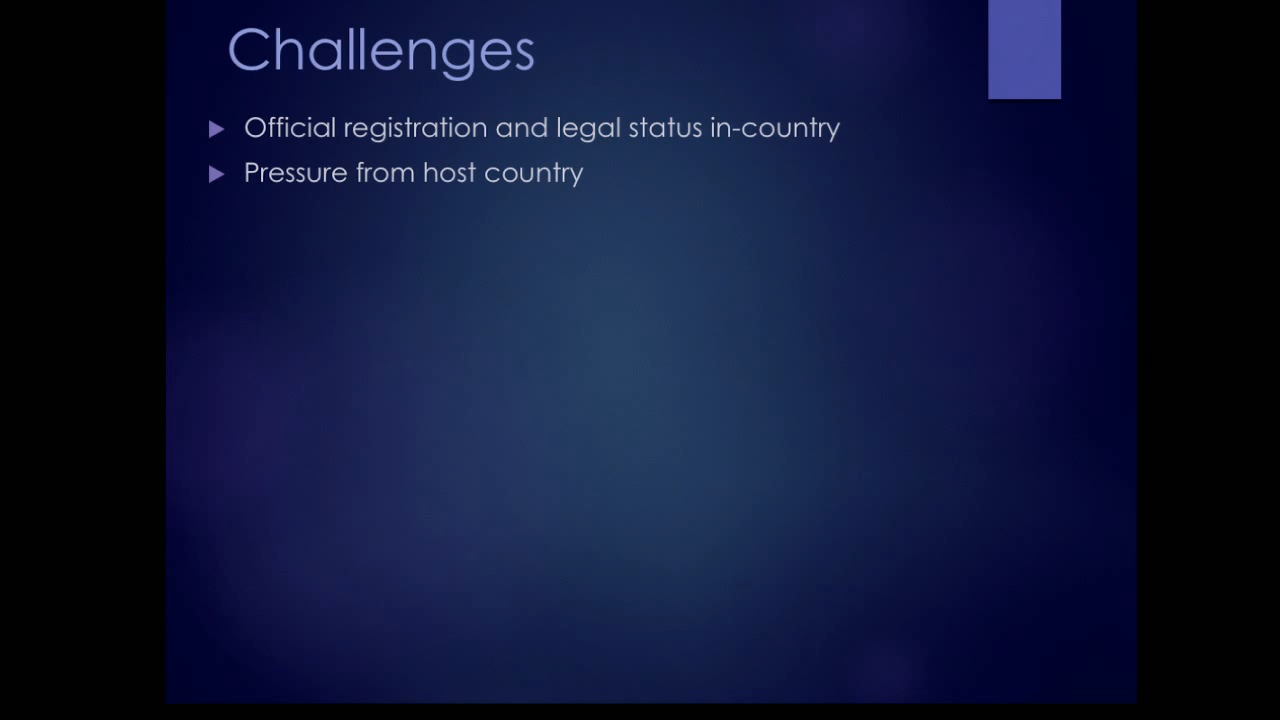 Challenges
Official registration and legal status in-country
Pressure from host country